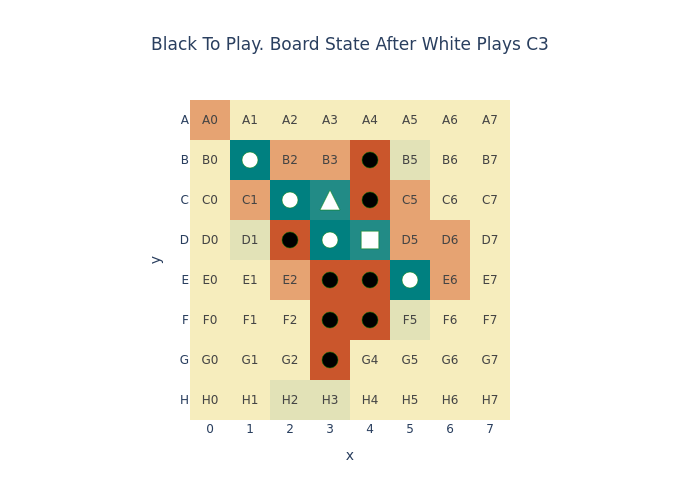 Black To Play. Board State After White Plays C3
A A0 A1 A2 A3 A4 A5 A6 A7
B B0 B2 B3 B5 B6 B7
C C0 C1 C5 C6 C7
D D0 D1 D5 D6 D7
y
E E0 E1 E2 E6 E7
F F0 F1 F2 F5 F6 F7
G G0 G1 G2 G4 G5 G6 G7
H H0 H1 H2 H3 H4 H5 H6 H7
0 1 2 3 4 5 6 7
x